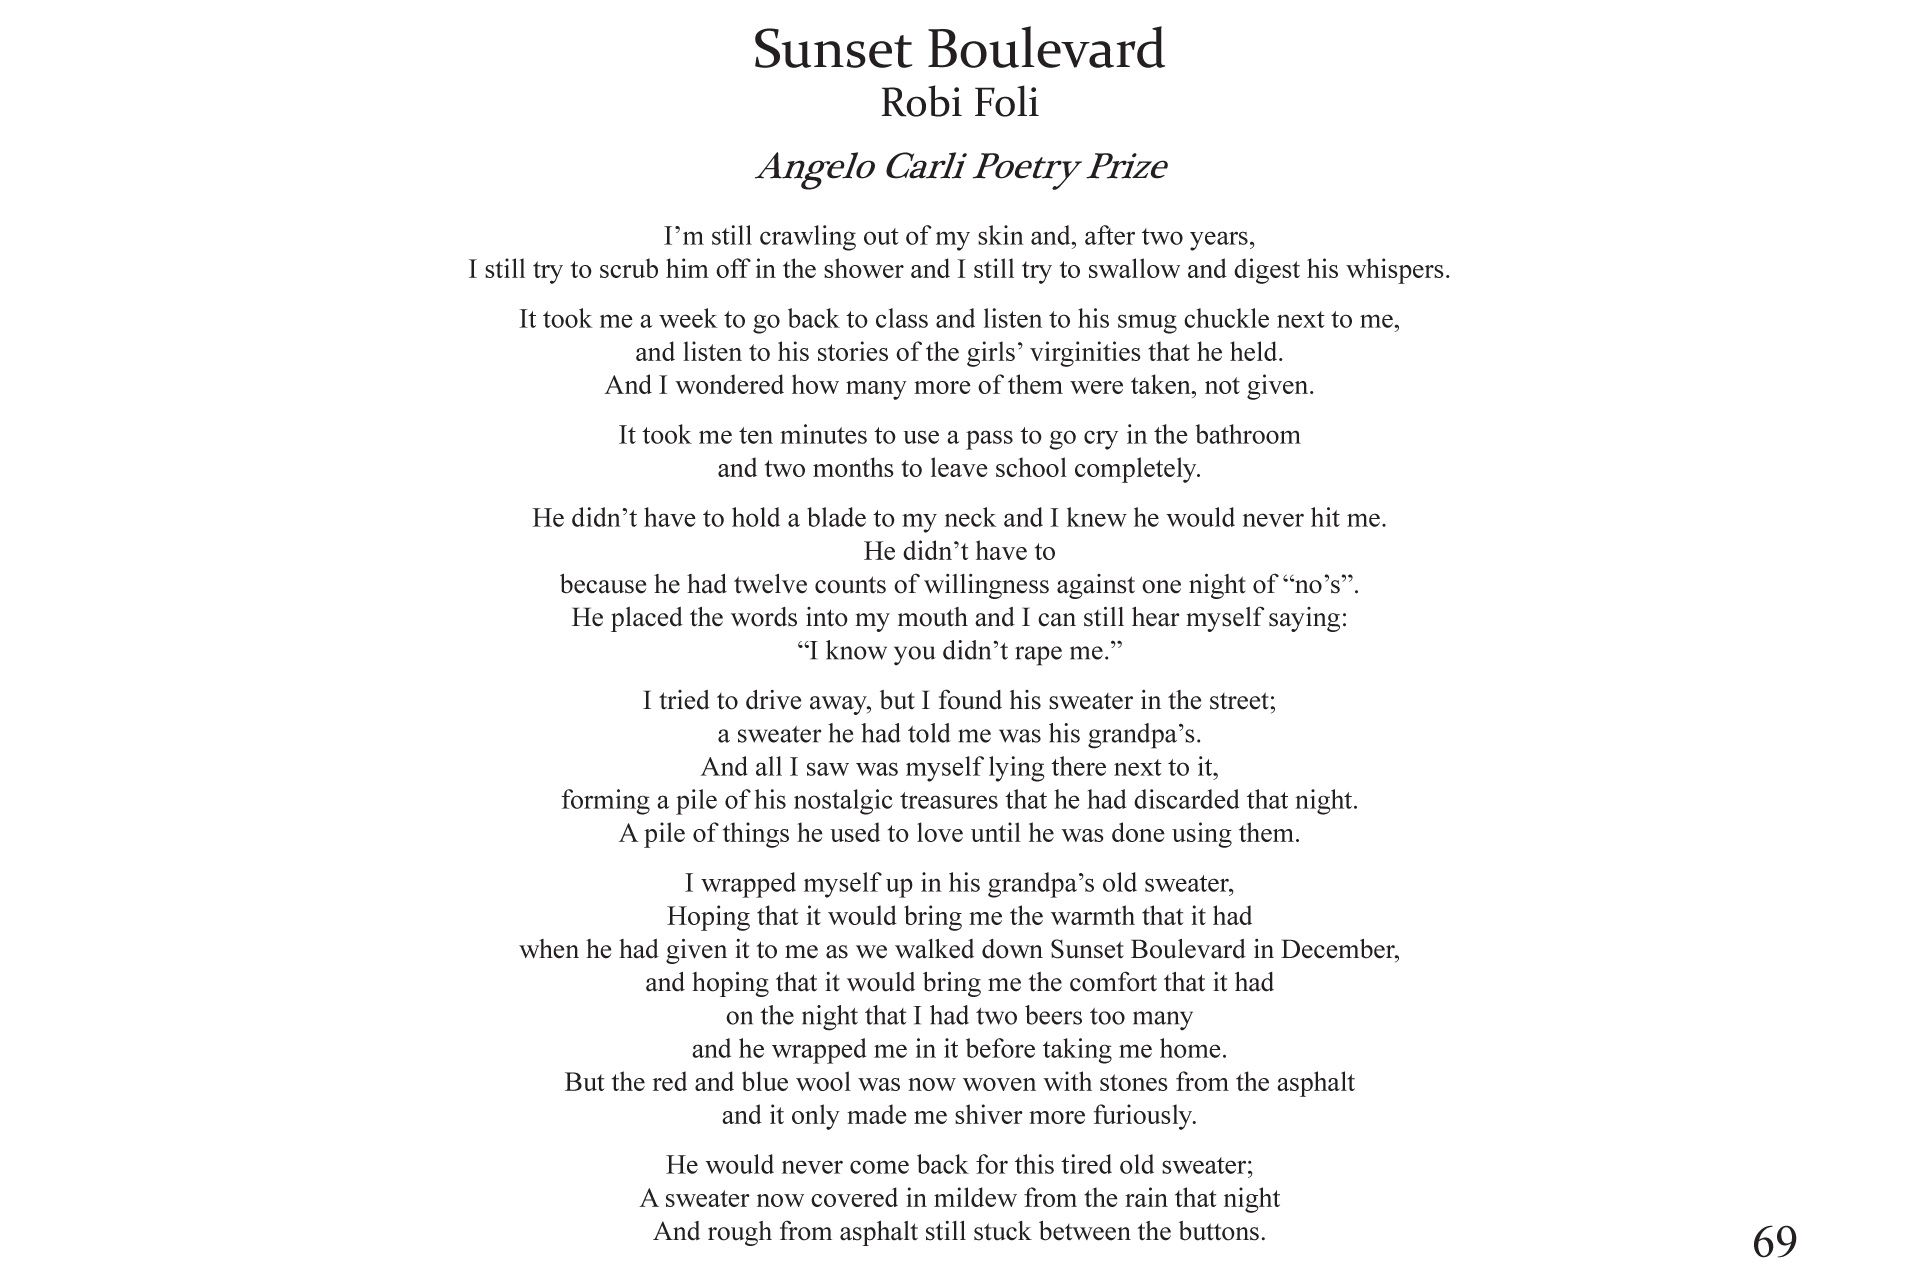 Sunset Boulevard
Robi Foli
Angelo Carli Poetry Prize
I’m still crawling out of my skin and, after two years,
I still try to scrub him off in the shower and I still try to swallow and digest his whispers.
It took me a week to go back to class and listen to his smug chuckle next to me,
and listen to his stories of the girls’ virginities that he held.
And I wondered how many more of them were taken, not given.
It took me ten minutes to use a pass to go cry in the bathroom
and two months to leave school completely.
He didn’t have to hold a blade to my neck and I knew he would never hit me.
He didn’t have to
because he had twelve counts of willingness against one night of “no’s”.
He placed the words into my mouth and I can still hear myself saying:
“I know you didn’t rape me.”
I tried to drive away, but I found his sweater in the street;
a sweater he had told me was his grandpa’s.
And all I saw was myself lying there next to it,
forming a pile of his nostalgic treasures that he had discarded that night.
A pile of things he used to love until he was done using them.
I wrapped myself up in his grandpa’s old sweater,
Hoping that it would bring me the warmth that it had
when he had given it to me as we walked down Sunset Boulevard in December,
and hoping that it would bring me the comfort that it had
on the night that I had two beers too many
and he wrapped me in it before taking me home.
But the red and blue wool was now woven with stones from the asphalt
and it only made me shiver more furiously.
He would never come back for this tired old sweater;
A sweater now covered in mildew from the rain that night
And rough from asphalt still stuck between the buttons.
69